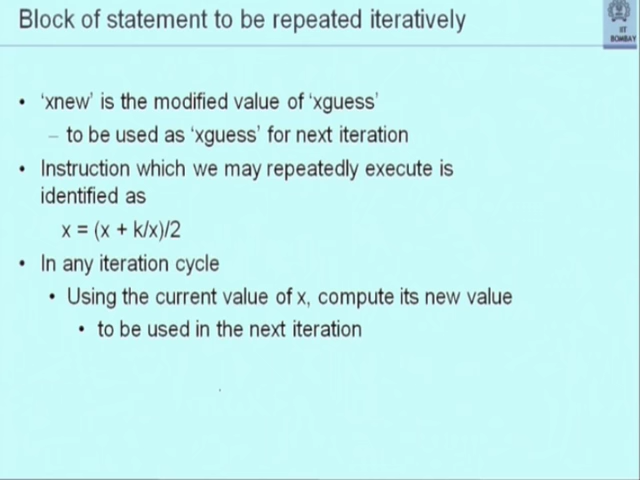 Block of statement to be repeated iteratively
IIT
BOMBAY
• 'xnew' is the modified value of 'xguess'
– to be used as 'xguess' for next iteration
• Instruction which we may repeatedly execute is
identified as
x = (x + k/x)/2
• In any iteration cycle
• Using the current value of x, compute its new value
• to be used in the next iteration